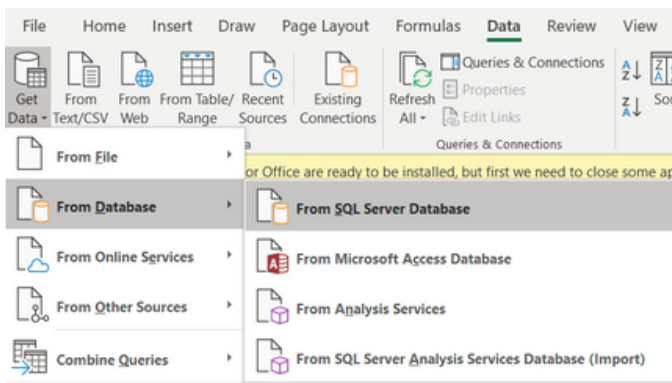 File Home Insert Draw Page Layout Formulas Data Review View
Get Data
From Text/CSV
From Web
From Table/ Range
Recent Sources
Existing Connections
Refresh All
Queries & Connections
Properties
Edit Links
Queries & Connections
or Office are ready to be installed, but first we need to close some
From File
From Database
From Online Services
From Other Sources
Combine Queries
From SQL Server Database
From Microsoft Access Database
From Analysis Services
From SQL Server Analysis Services Database (Import)